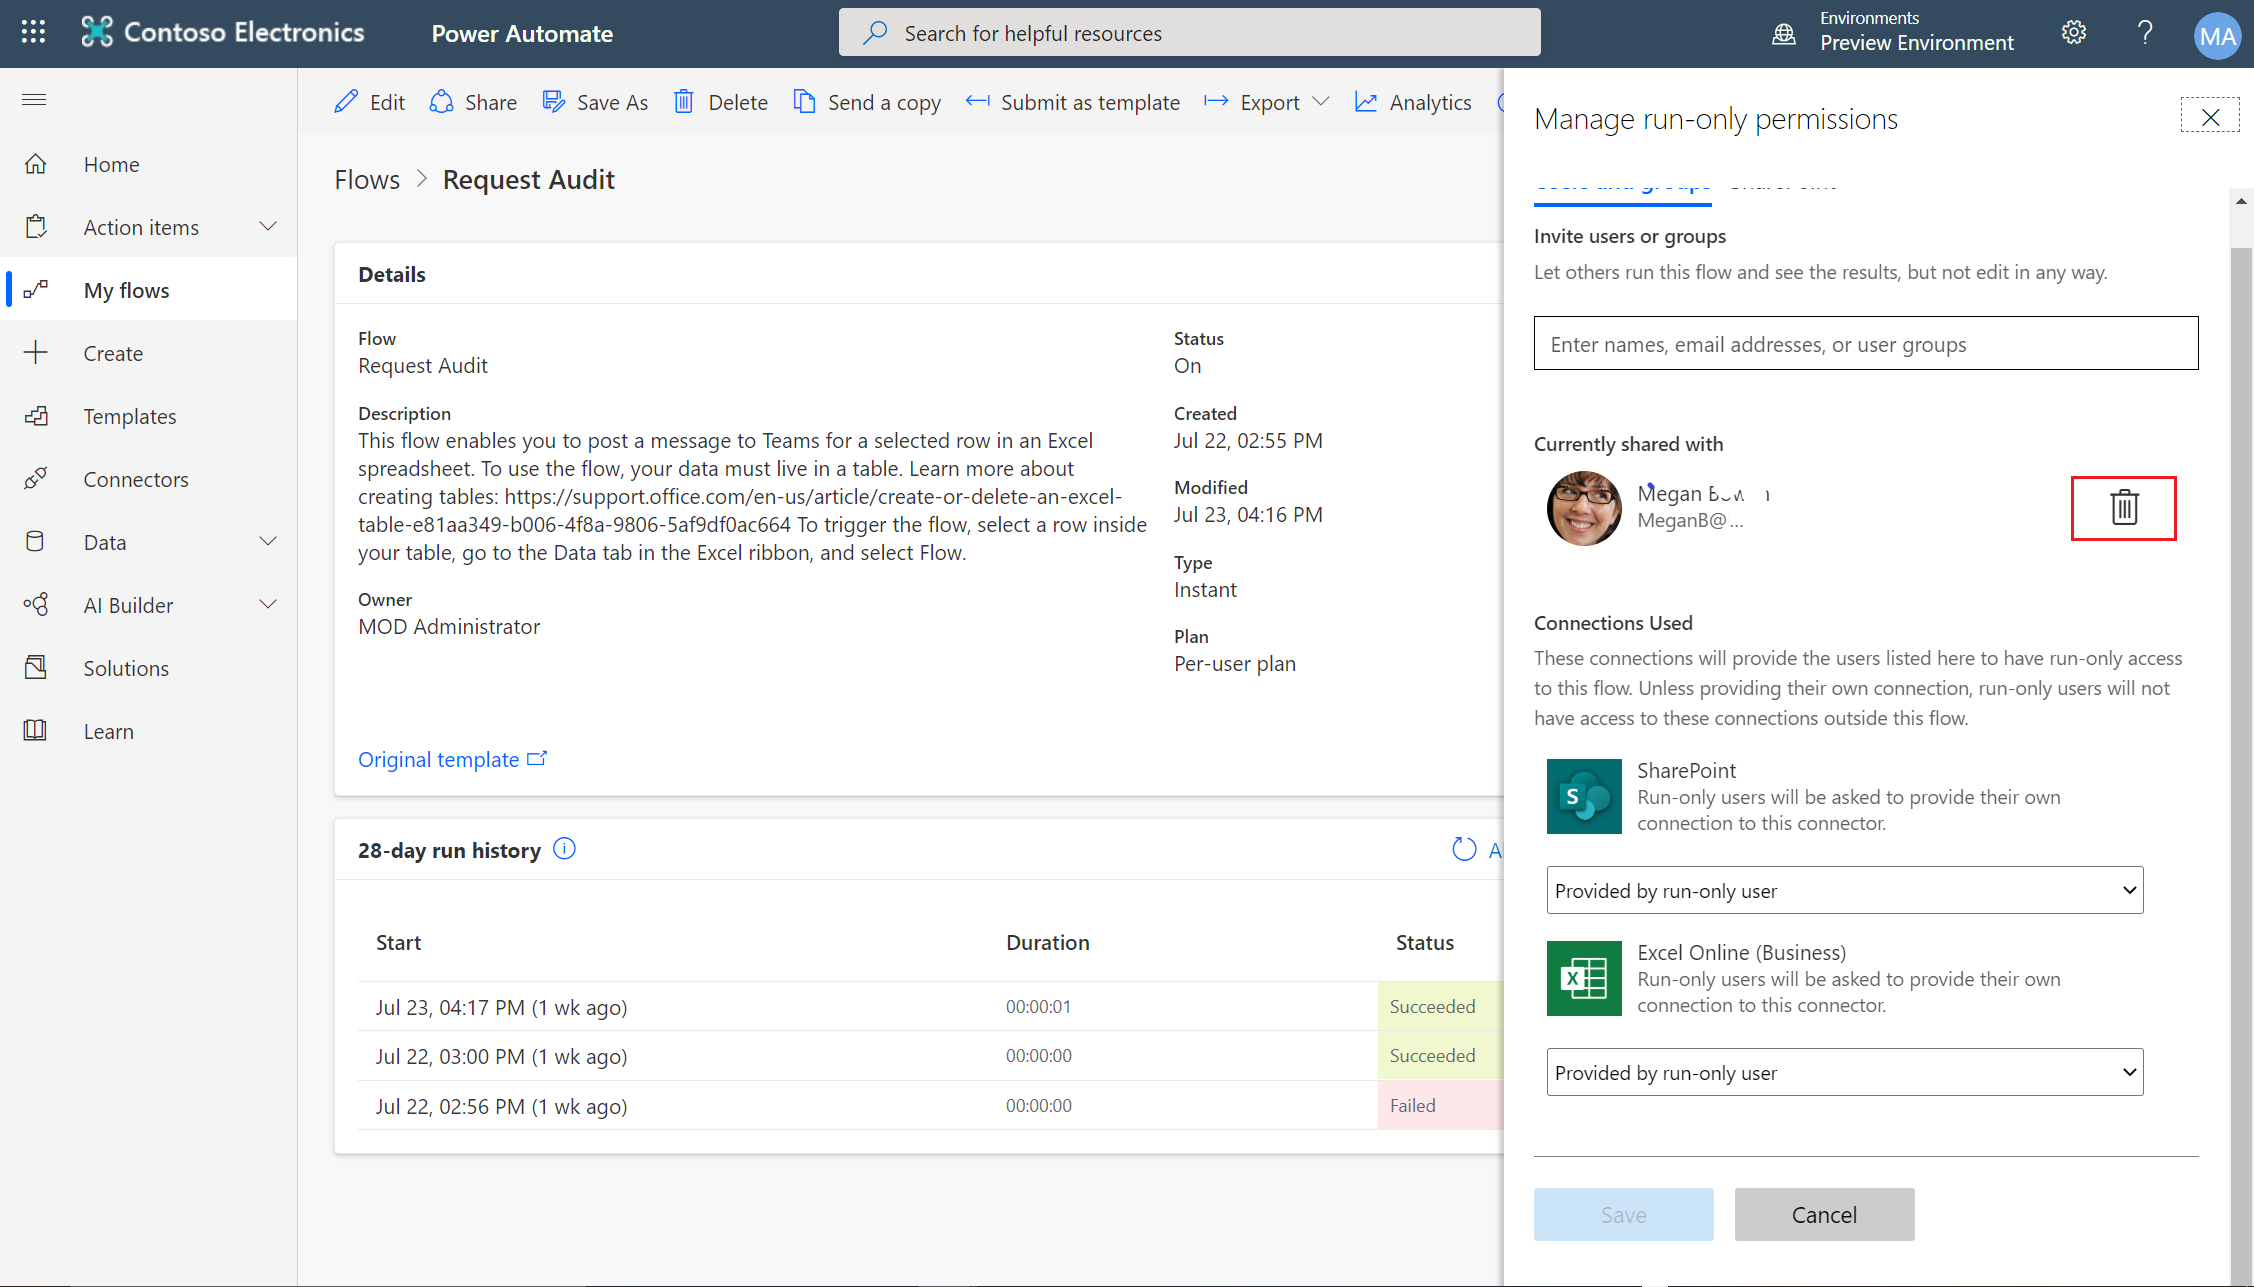 Contoso Electronics
Power Automate
Search for helpful resources
Environments
Preview Environment
?
MA
Edit
Share
Save As
Delete
Send a copy
Submit as template
Export
Analytics
Home
Action items
My flows
Create
Templates
Connectors
Data
AI Builder
Solutions
Learn
Flows > Request Audit
Details
Flow
Request Audit
Description
This flow enables you to post a message to Teams for a selected row in an Excel
spreadsheet. To use the flow, your data must live in a table. Learn more about
creating tables: https://support.office.com/en-us/article/create-or-delete-an-excel-
table-e81aa349-b006-4f8a-9806-5af9df0ac664 To trigger the flow, select a row inside
your table, go to the Data tab in the Excel ribbon, and select Flow.
Owner
MOD Administrator
Status
On
Created
Jul 22, 02:55 PM
Modified
Jul 23, 04:16 PM
Type
Instant
Plan
Per-user plan
Original template
28-day run history
Start Duration Status
Jul 23, 04:17 PM (1 wk ago) 00:00:01 Succeeded
Jul 22, 03:00 PM (1 wk ago) 00:00:00 Succeeded
Jul 22, 02:56 PM (1 wk ago) 00:00:00 Failed
Manage run-only permissions
Invite users or groups
Let others run this flow and see the results, but not edit in any way.
Enter names, email addresses, or user groups
Currently shared with
Megan
MeganB@...
Connections Used
These connections will provide the users listed here to have run-only access
to this flow. Unless providing their own connection, run-only users will not
have access to these connections outside this flow.
SharePoint
Run-only users will be asked to provide their own
connection to this connector.
Provided by run-only user
Excel Online (Business)
Run-only users will be asked to provide their own
connection to this connector.
Provided by run-only user
Save
Cancel